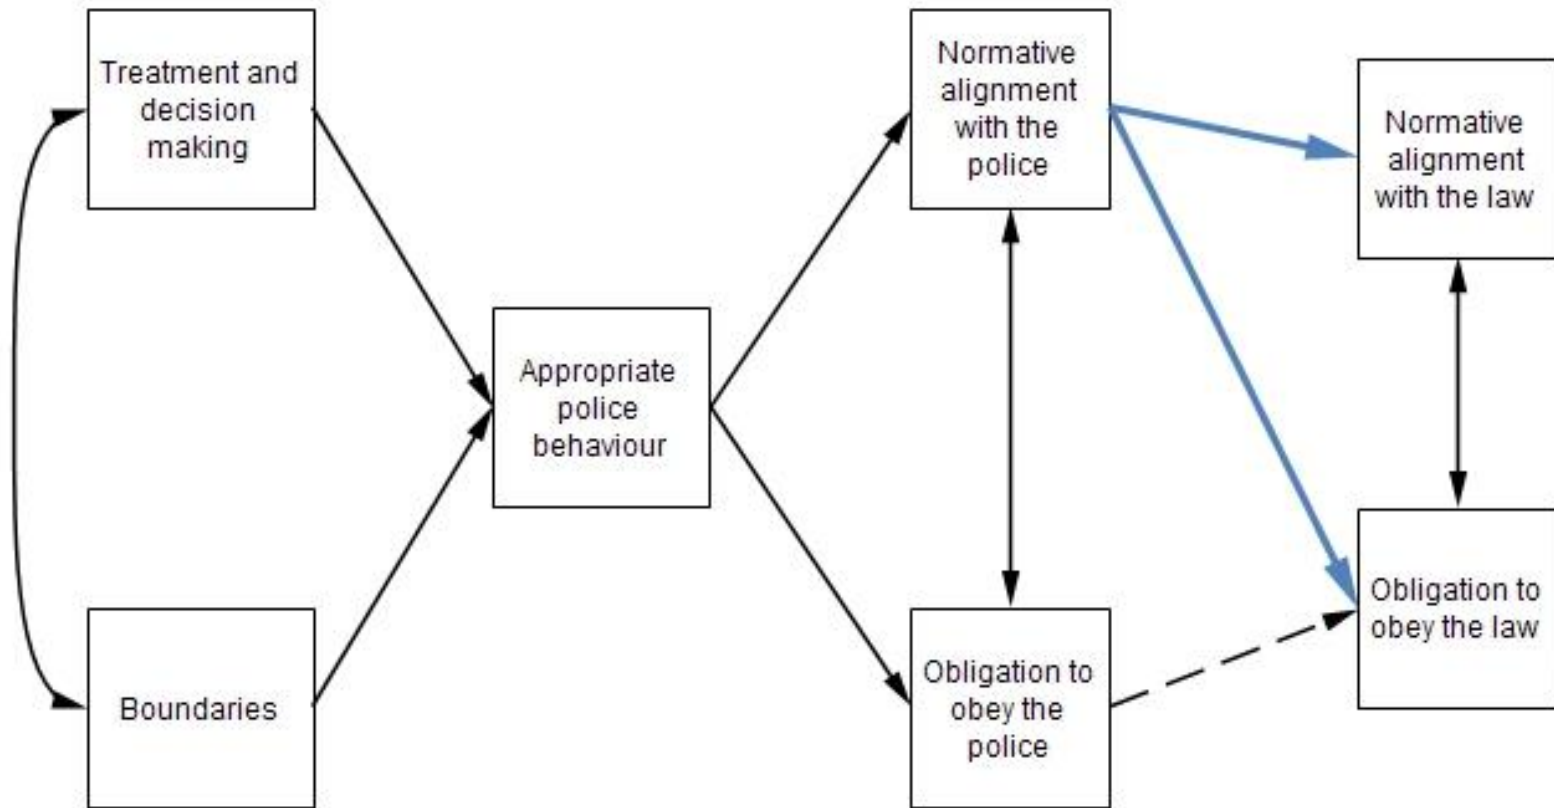 Treatment and
decision
making
Boundaries
Appropriate
police
behaviour
Normative
alignment
with the
police
Obligation to
obey the
police
Normative
alignment
with the law
Obligation to
obey the law